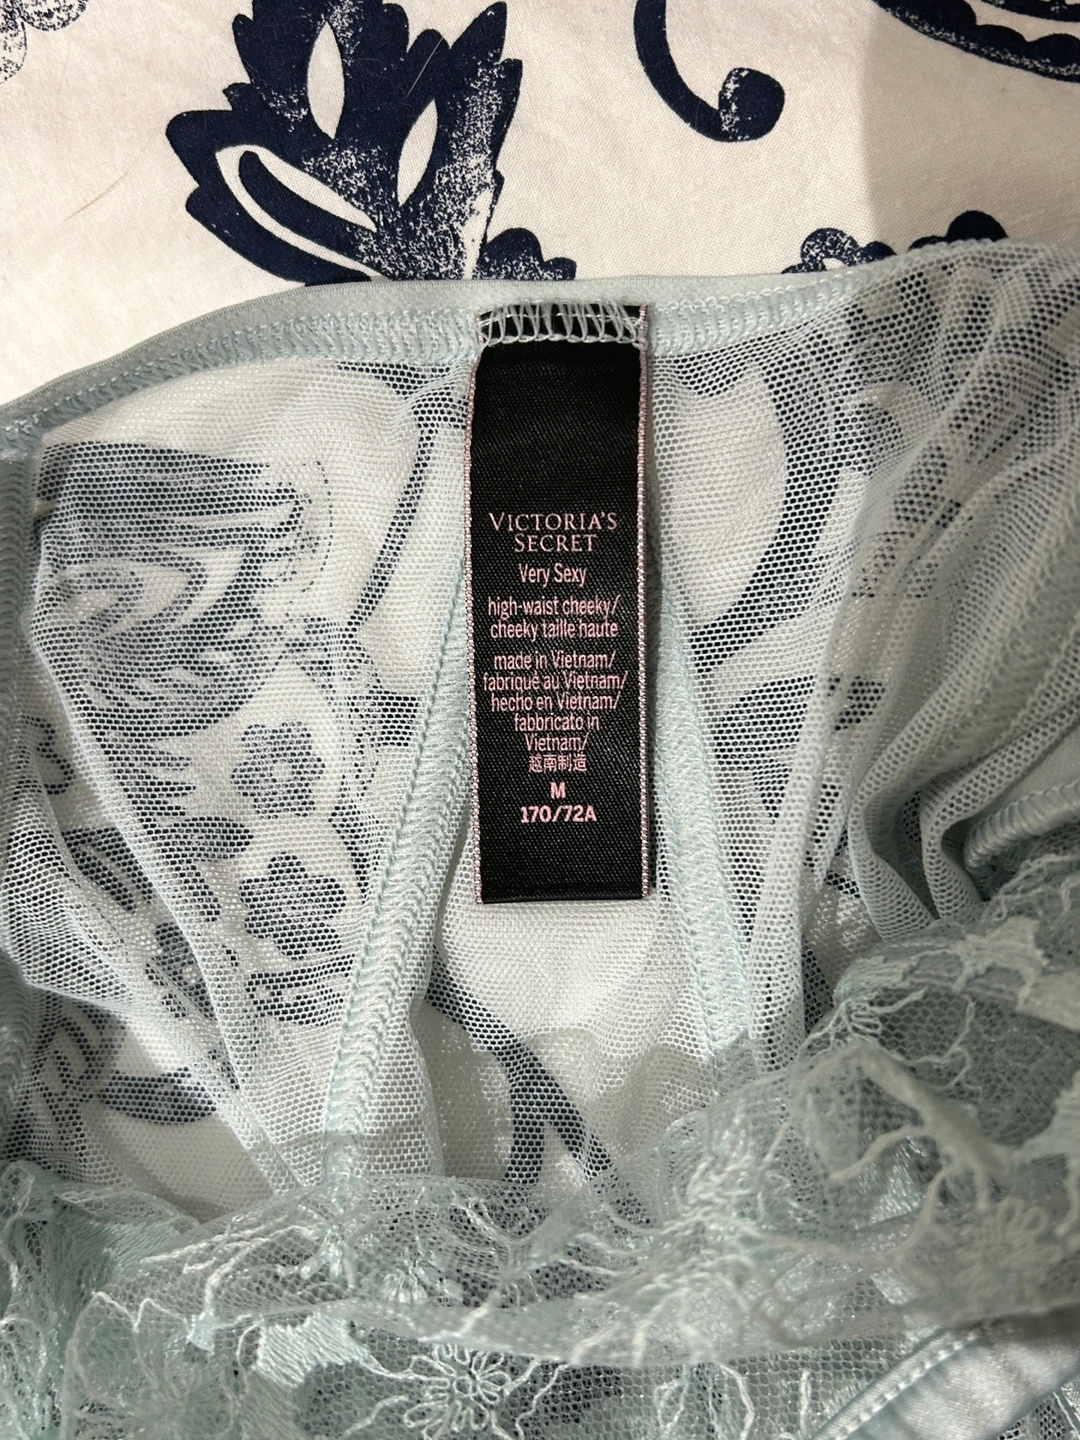 VICTORIA'S
SECRET
Very Sexy
high-waist cheeky/
cheeky taille haute
made in Vietnam/
fabriqué au Vietnam/
hecho en Vietnam/
fabbricato in
Vietnam/
越南制造
M
170/72A